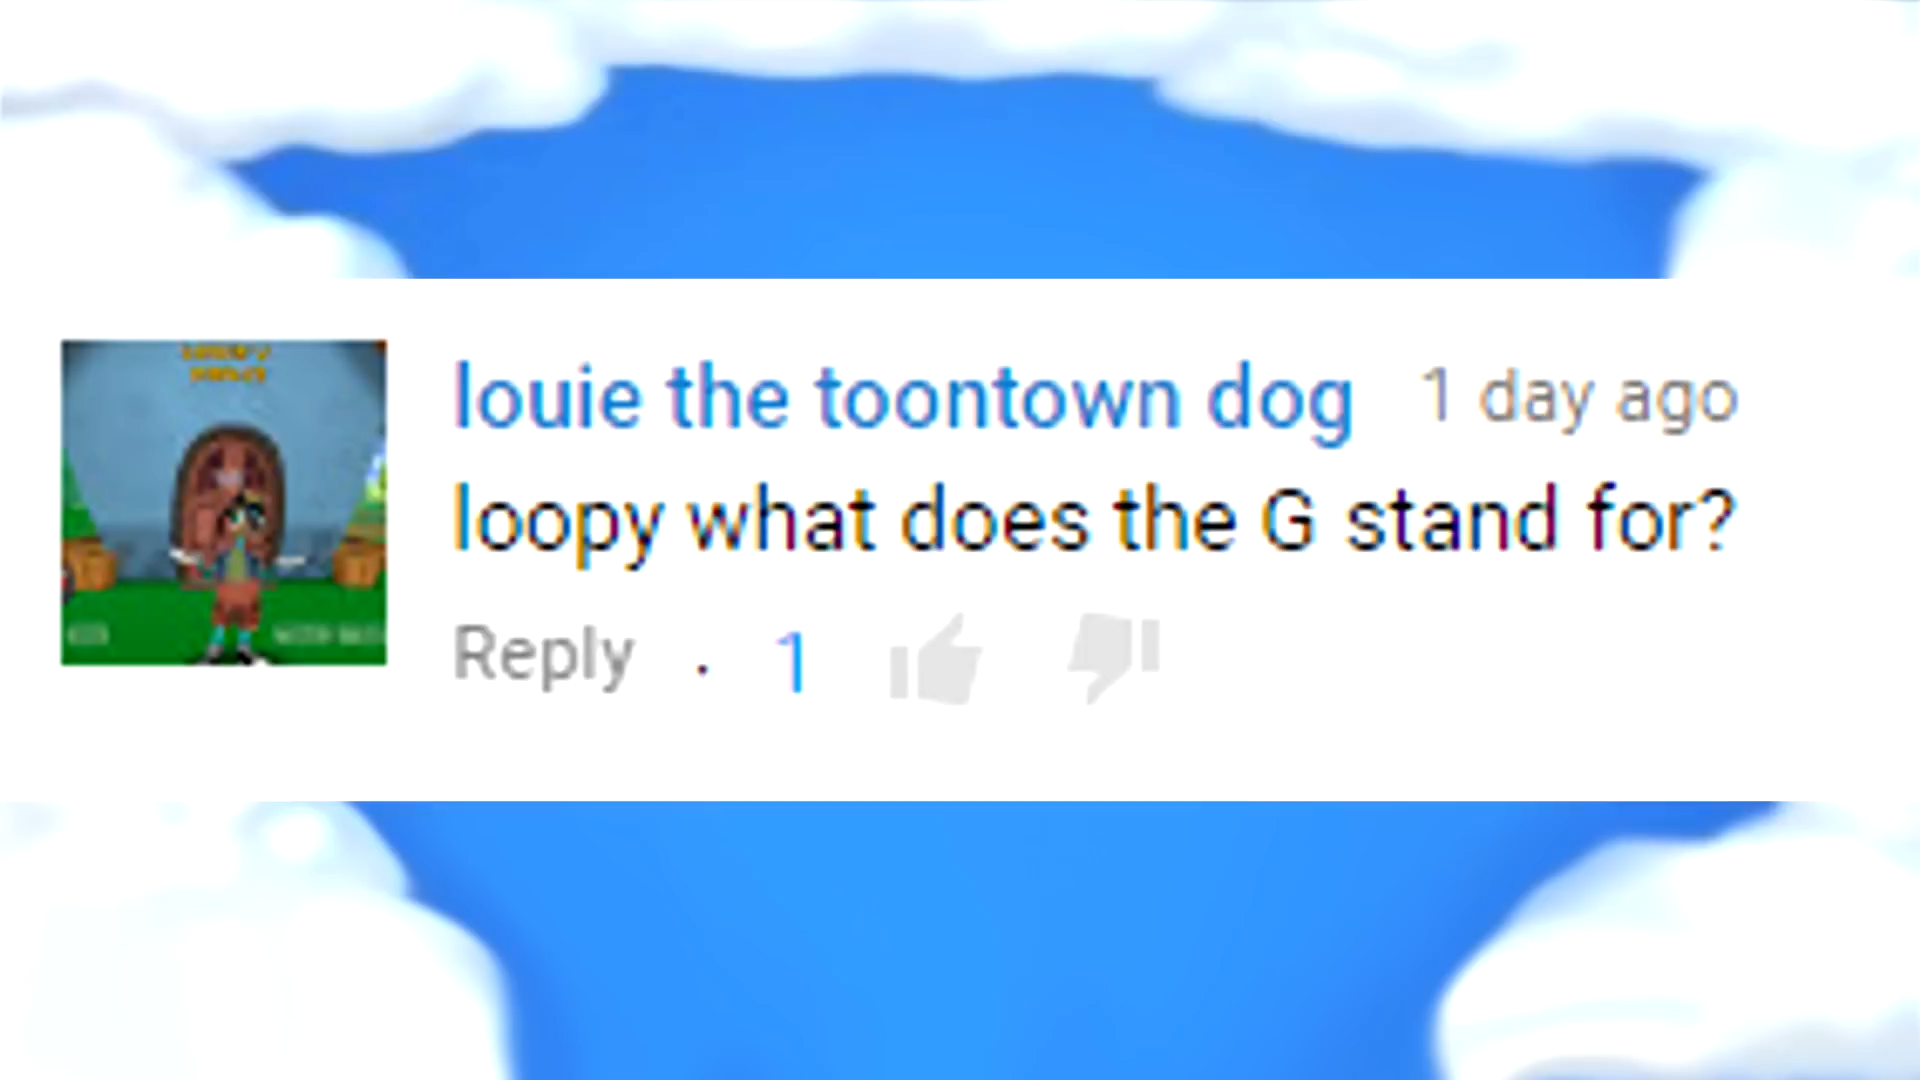 louie the toontown dog 1 day ago
loopy what does the G stand for?
Reply · 1